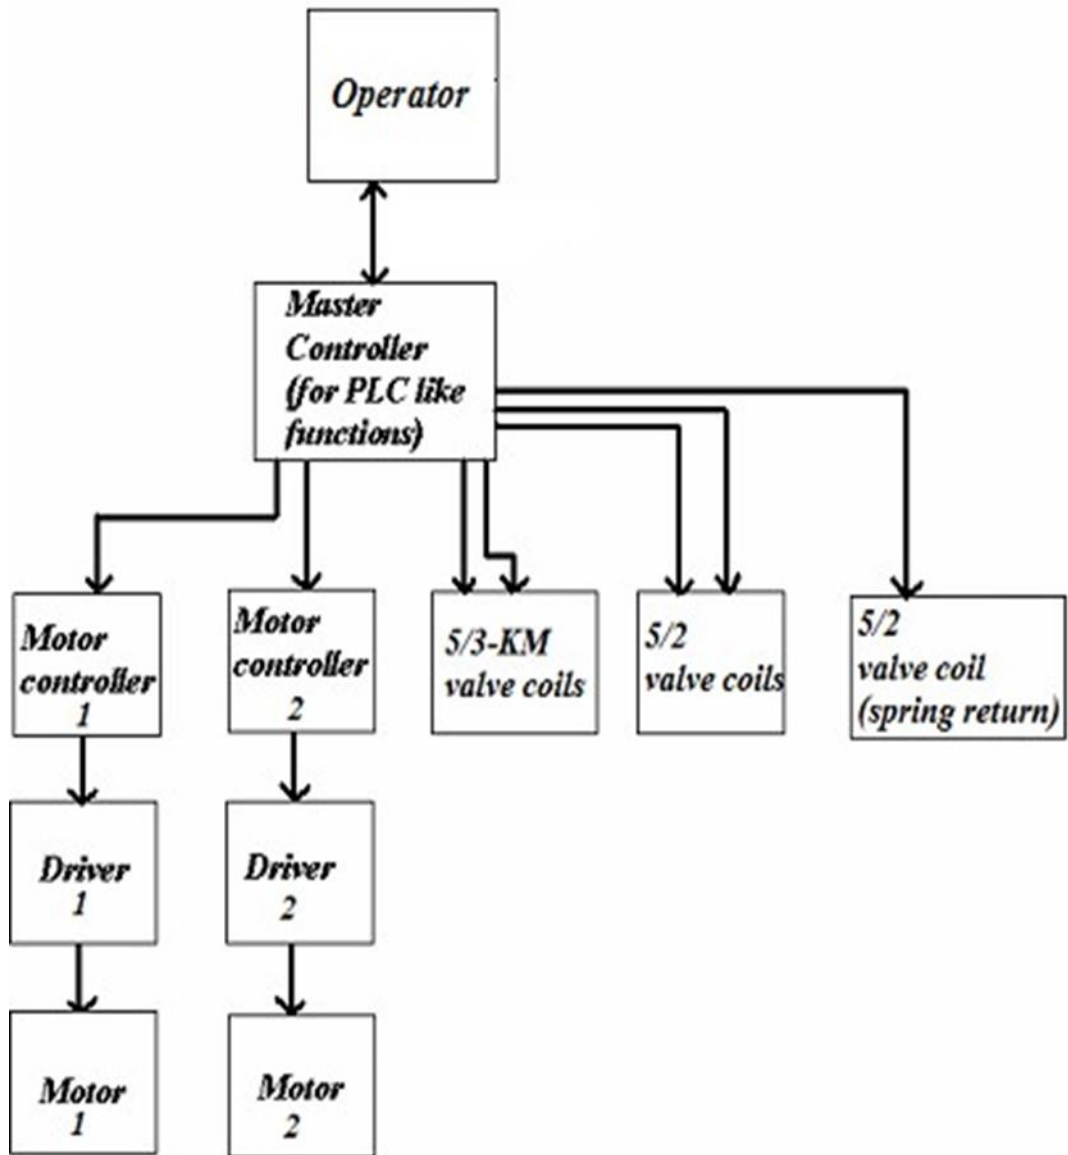 Operator
Master
Controller
(for PLC like
functions)
Motor
controller
1
Motor
controller
2
5/3-KM
valve coils
5/2
valve coils
5/2
valve coil
(spring return)
Driver
1
Driver
2
Motor
1
Motor
2